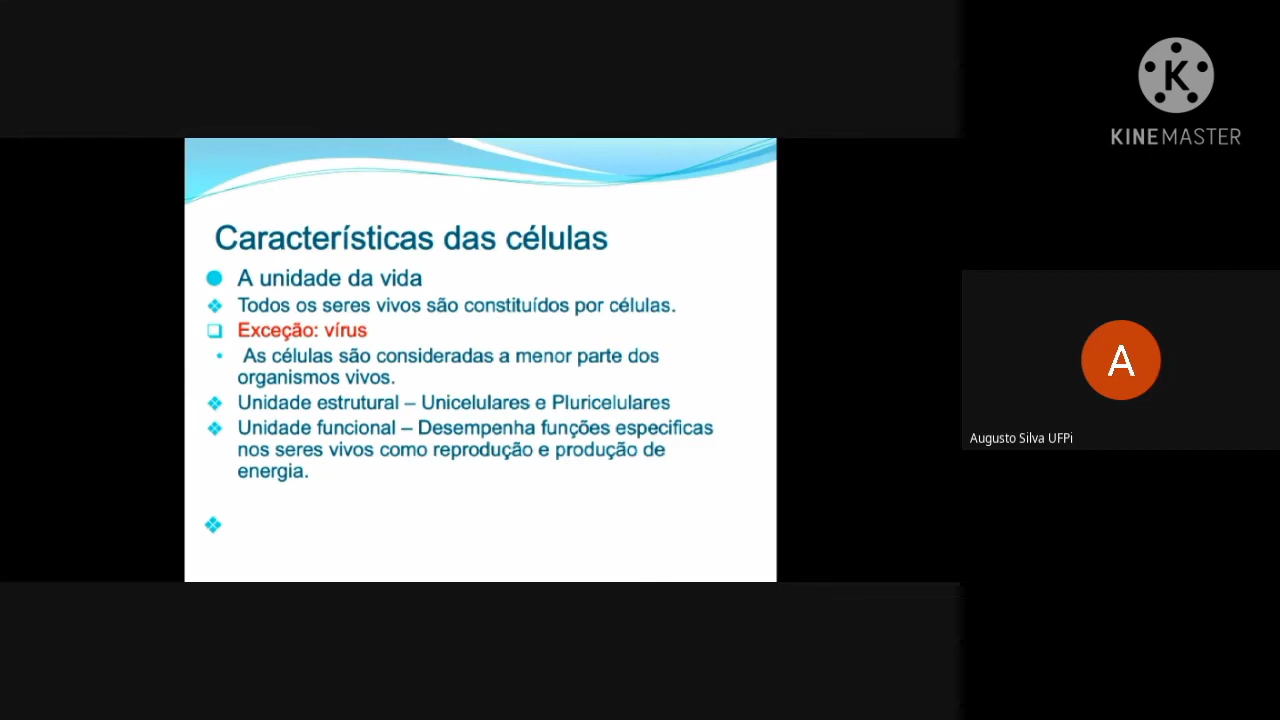 K
KINEMASTER
Características das células
A unidade da vida
Todos os seres vivos são constituídos por células.
Exceção: vírus
As células são consideradas a menor parte dos
organismos vivos.
Unidade estrutural – Unicelulares e Pluricelulares
Unidade funcional – Desempenha funções especificas
nos seres vivos como reprodução e produção de
energia.
A
Augusto Silva UFPi